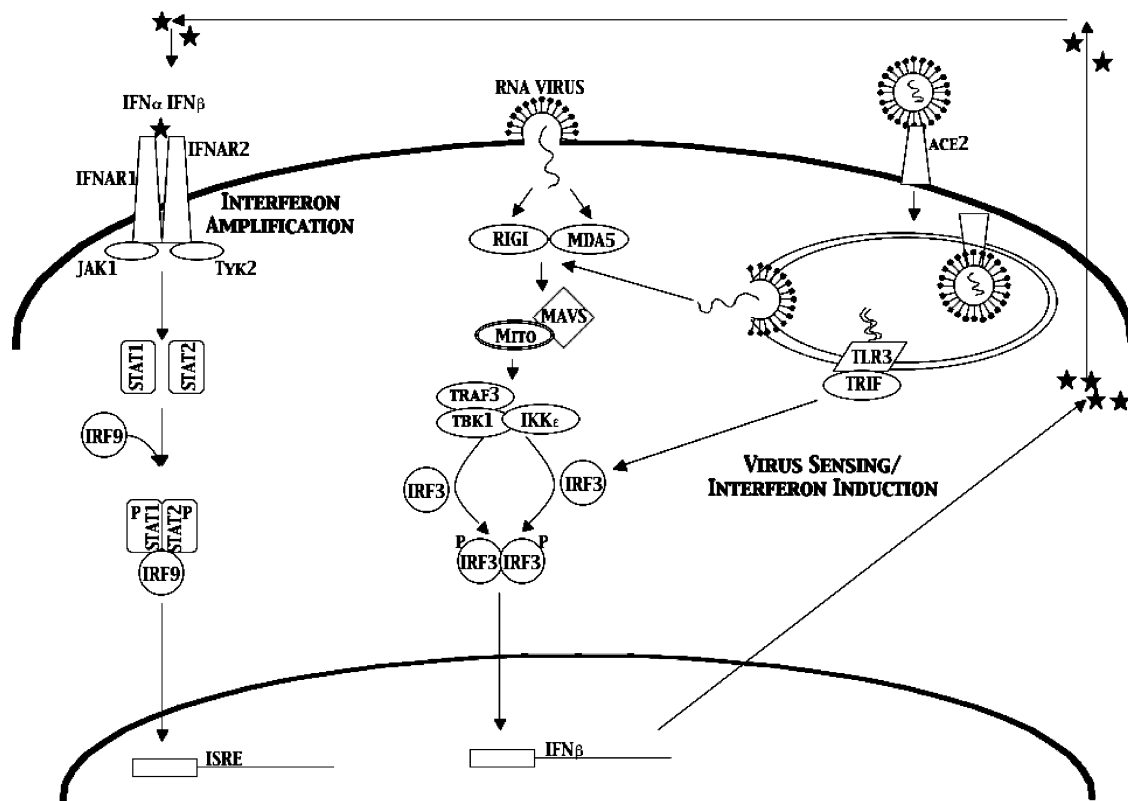 IFNα IFNβ
IFNAR2
IFNAR1
INTERFERON
AMPLIFICATION
JAK1
TYK2
STAT1
STAT2
IRF9
P
STAT1
STAT2
P
IRF9
ISRE
RNA VIRUS
RIGI
MDA5
MAVS
MITO
TRAF3
TBK1
IKKε
IRF3
IRF3
P
P
IRF3
IRF3
IFNβ
ACE2
TLR3
TRIF
VIRUS SENSING/
INTERFERON INDUCTION